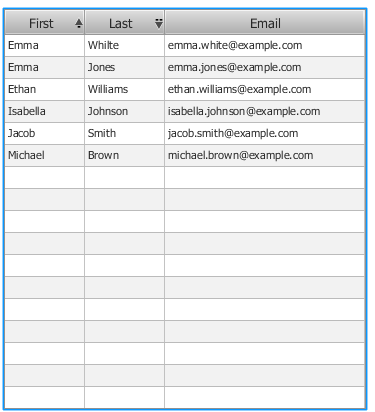 First Last Email
Emma Whilte emma.white@example.com
Emma Jones emma.jones@example.com
Ethan Williams ethan.williams@example.com
Isabella Johnson isabella.johnson@example.com
Jacob Smith jacob.smith@example.com
Michael Brown michael.brown@example.com